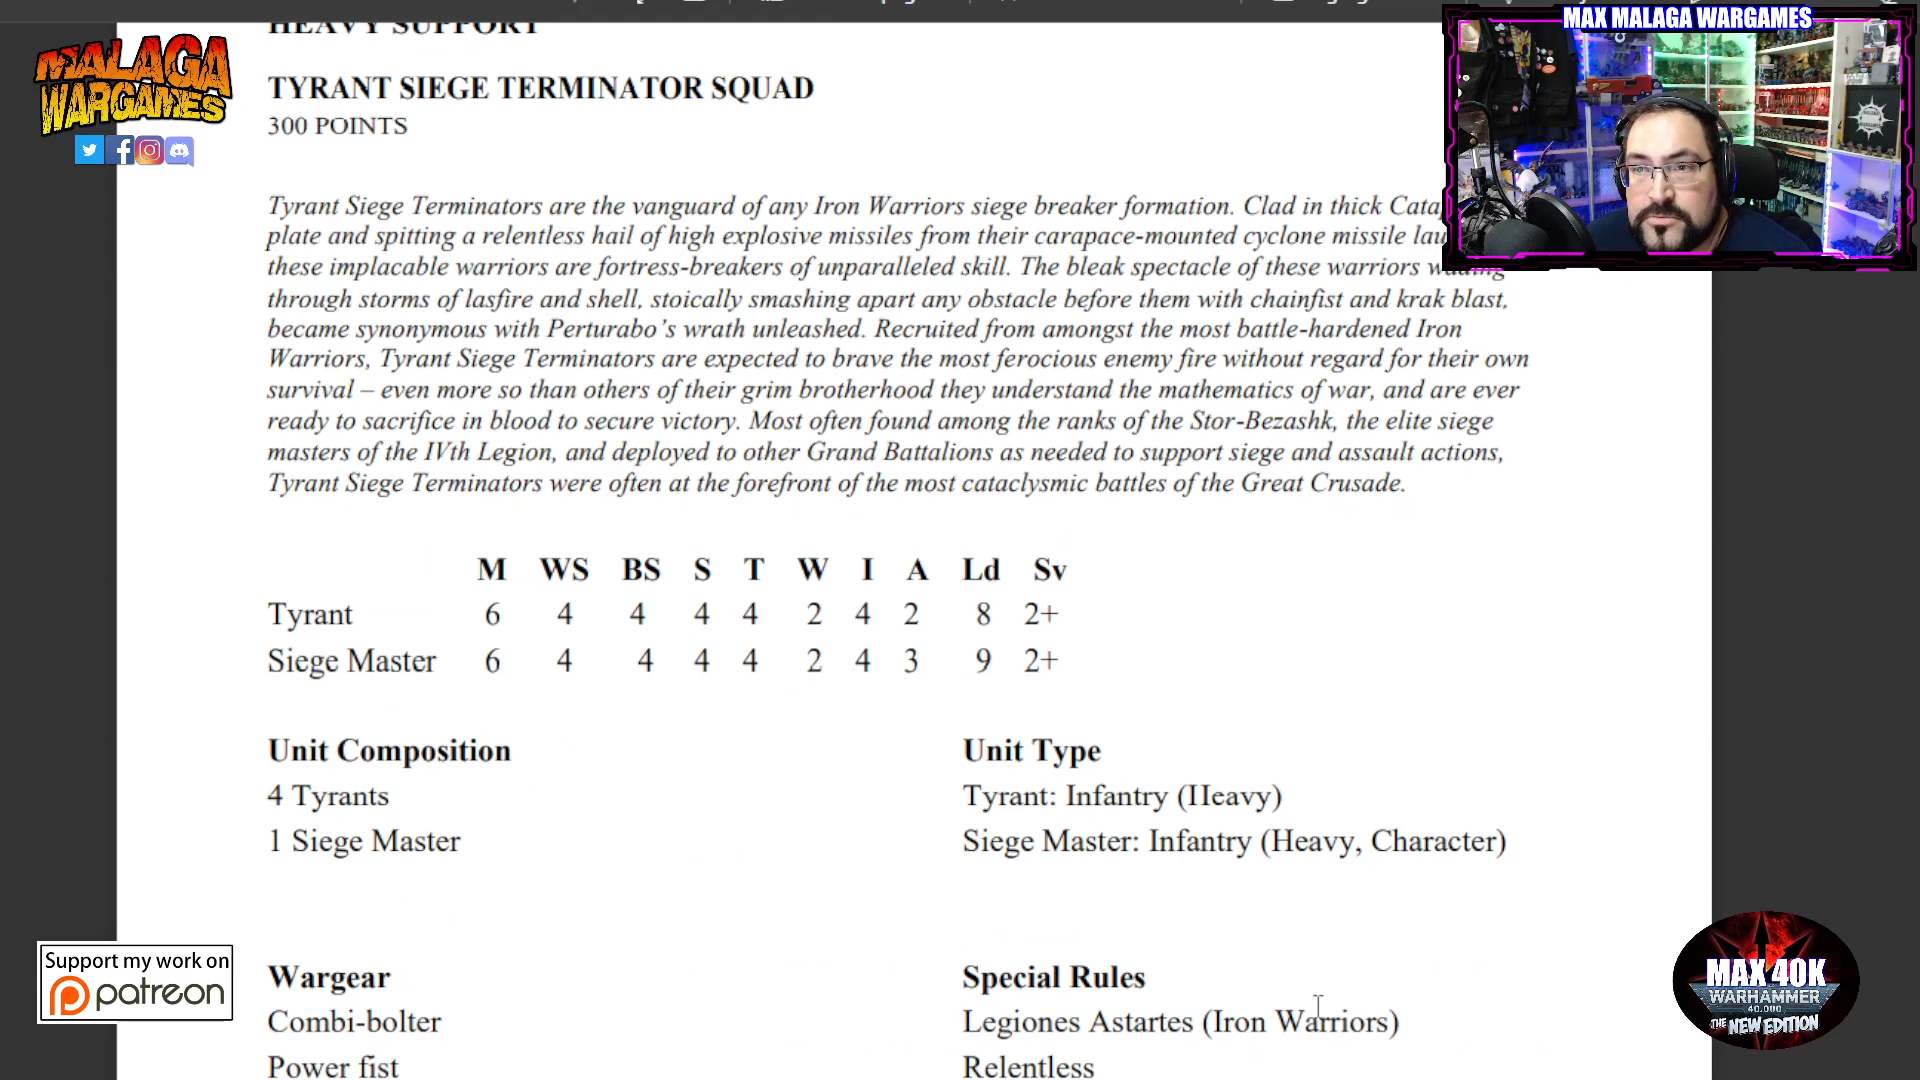 HEAVY SUPPORT
MAX MALAGA WARGAMES
MALAGA
WARGAMES
TYRANT SIEGE TERMINATOR SQUAD
300 POINTS
Tyrant Siege Terminators are the vanguard of any Iron Warriors siege breaker formation. Clad in thick
plate and spitting a relentless hail of high explosive missiles from their carapace-mounted cyclone missile
these implacable warriors are fortress-breakers of unparalleled skill. The bleak spectacle of these warriors wading
through storms of lasfire and shell, stoically smashing apart any obstacle before them with chainfist and krak blast,
became synonymous with Perturabo’s wrath unleashed. Recruited from amongst the most battle-hardened Iron
Warriors, Tyrant Siege Terminators are expected to brave the most ferocious enemy fire without regard for their own
survival – even more so than others of their grim brotherhood they understand the mathematics of war, and are ever
ready to sacrifice in blood to secure victory. Most often found among the ranks of the Stor-Bezashk, the elite siege
masters of the IVth Legion, and deployed to other Grand Battalions as needed to support siege and assault actions,
Tyrant Siege Terminators were often at the forefront of the most cataclysmic battles of the Great Crusade.
M WS BS S T W I A Ld Sv
Tyrant 6 4 4 4 4 2 4 2 8 2+
Siege Master 6 4 4 4 4 2 4 3 9 2+
Unit Composition
4 Tyrants
1 Siege Master
Unit Type
Tyrant: Infantry (Heavy)
Siege Master: Infantry (Heavy, Character)
Wargear
Combi-bolter
Power fist
Special Rules
Legiones Astartes (Iron Warriors)
Relentless
Support my work on
patreon
MAX 40K
WARHAMMER
40,000
THE NEW EDITION